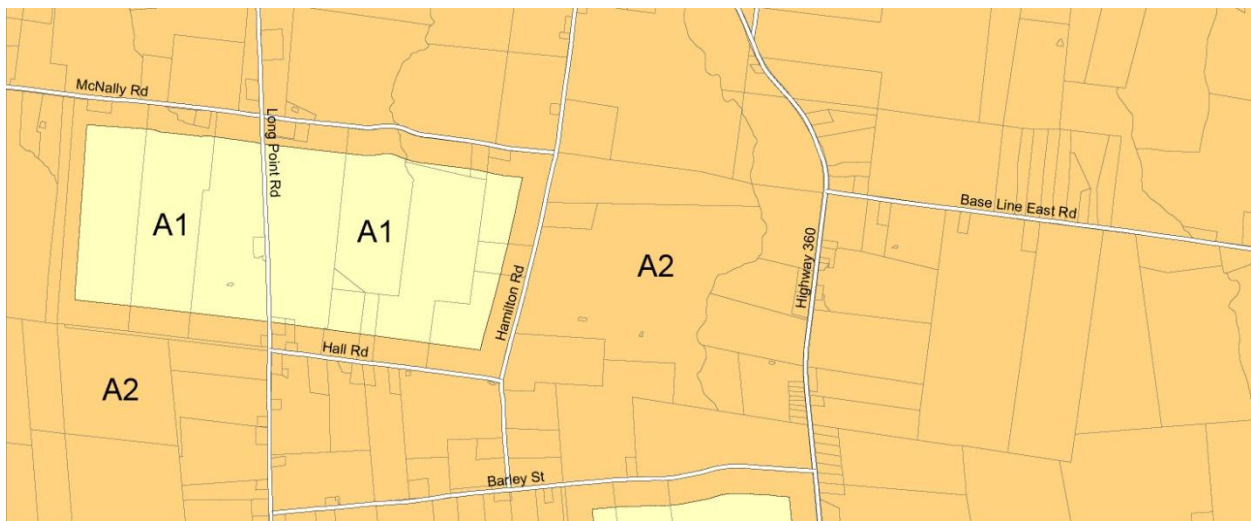 McNally Rd
Long Point Rd
A1
A1
A2
Base Line East Rd
Highway 360
Hamilton Rd
Hall Rd
A2
Barley St